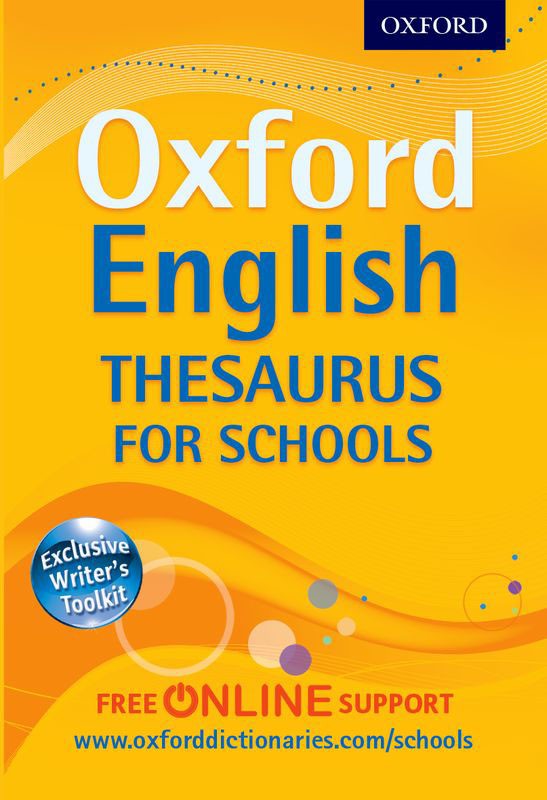 OXFORD
Oxford
English
THESAURUS
FOR SCHOOLS
Exclusive
Writer's
Toolkit
FREE ONLINE SUPPORT
www.oxforddictionaries.com/schools